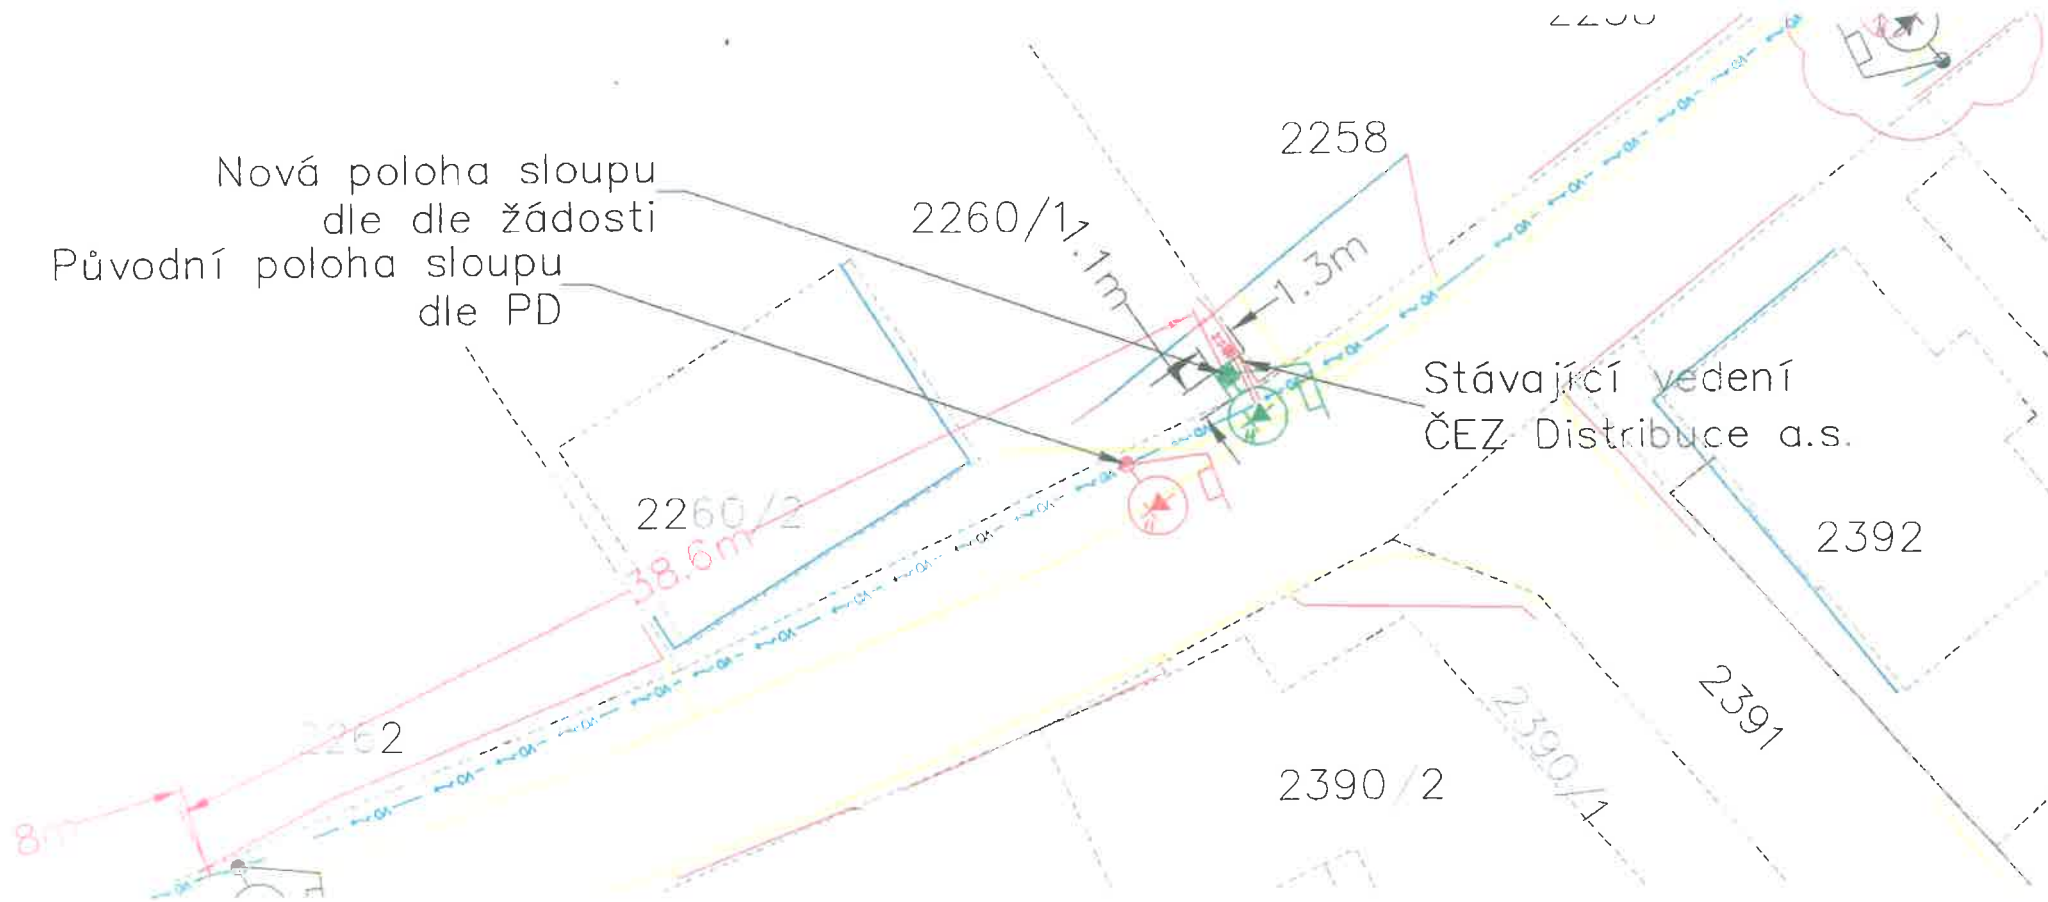 2258
Nová poloha sloupu
dle dle žádosti
Původní poloha sloupu
dle PD
2260/1
1.1m
1.3m
Stávající vedení
ČEZ Distribuce a.s.
2260/2
38.6m
2392
2262
2391
2390/1
2390/2
8m